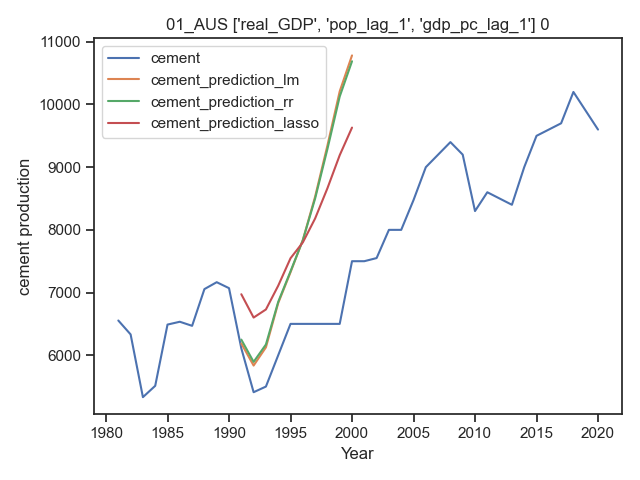 01_AUS ['real_GDP', 'pop_lag_1', 'gdp_pc_lag_1'] 0
11000
10000
9000
8000
7000
6000
cement production
cement
cement_prediction_lm
cement_prediction_rr
cement_prediction_lasso
1980 1985 1990 1995 2000 2005 2010 2015 2020
Year